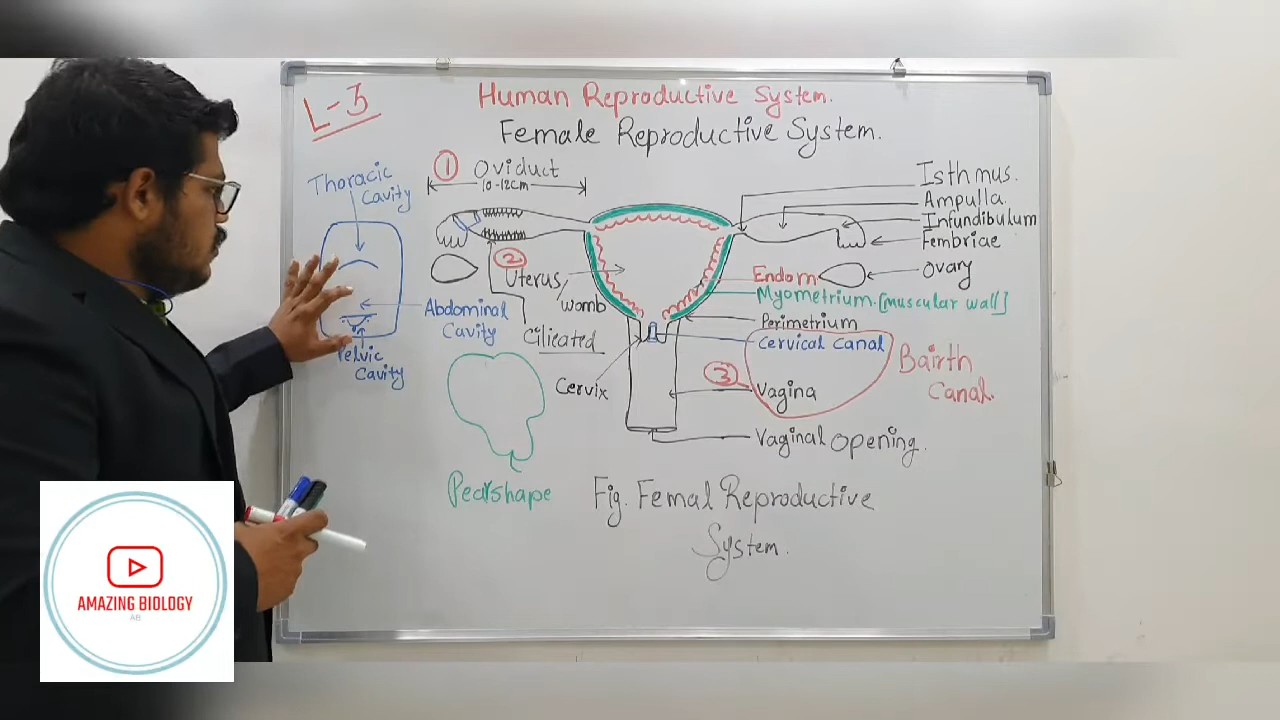 L-3
Human Reproductive System.
Female Reproductive System.
Thoracic
Cavity
Abdominal
Cavity
Pelvic
Cavity
1 Oviduct
10-12cm
2
Uterus
womb
Cilieated
Cervix
Isthmus.
Ampulla
Infundibulum
Fembriae
Ovary
Endom
Myometrium. [muscular wall]
Perimetrium
Cervical Canal
3 Vagina
Bairth
Canal.
Vaginal opening.
Pearshape
Fig. Femal Reproductive
System.
AMAZING BIOLOGY
AB